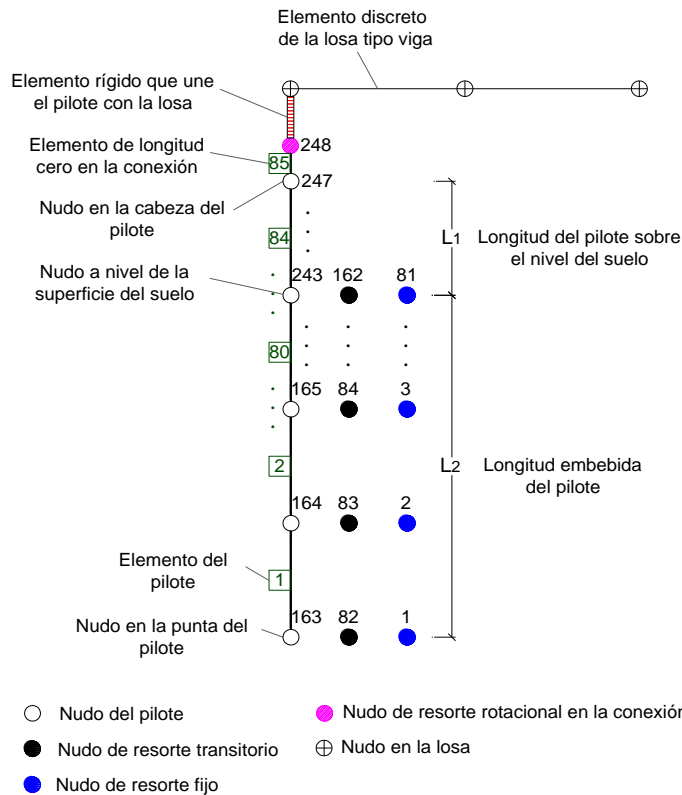 Elemento discreto
de la losa tipo viga
Elemento rígido que une
el pilote con la losa
Elemento de longitud
cero en la conexión
248
85
247
Nudo en la cabeza del
pilote
84
L1
Longitud del pilote sobre
el nivel del suelo
Nudo a nivel de la
superficie del suelo
243 162 81
80
165 84 3
2
L2
Longitud embebida
del pilote
164 83 2
Elemento del
pilote
1
163 82 1
Nudo en la punta del
pilote
Nudo del pilote
Nudo de resorte rotacional en la conexión
Nudo de resorte transitorio
Nudo en la losa
Nudo de resorte fijo